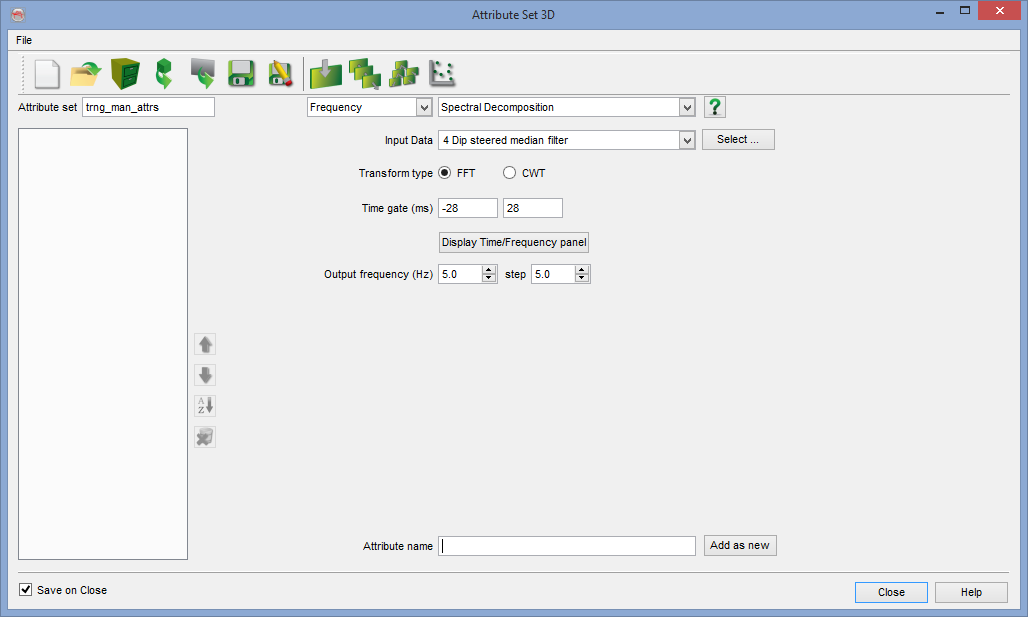 Attribute Set 3D
File
Attribute set trng_man_attrs Frequency Spectral Decomposition ?
Input Data 4 Dip steered median filter Select ...
Transform type FFT CWT
Time gate (ms) -28 28
Display Time/Frequency panel
Output frequency (Hz) 5.0 step 5.0
A
Z
Attribute name Add as new
Save on Close
Close Help